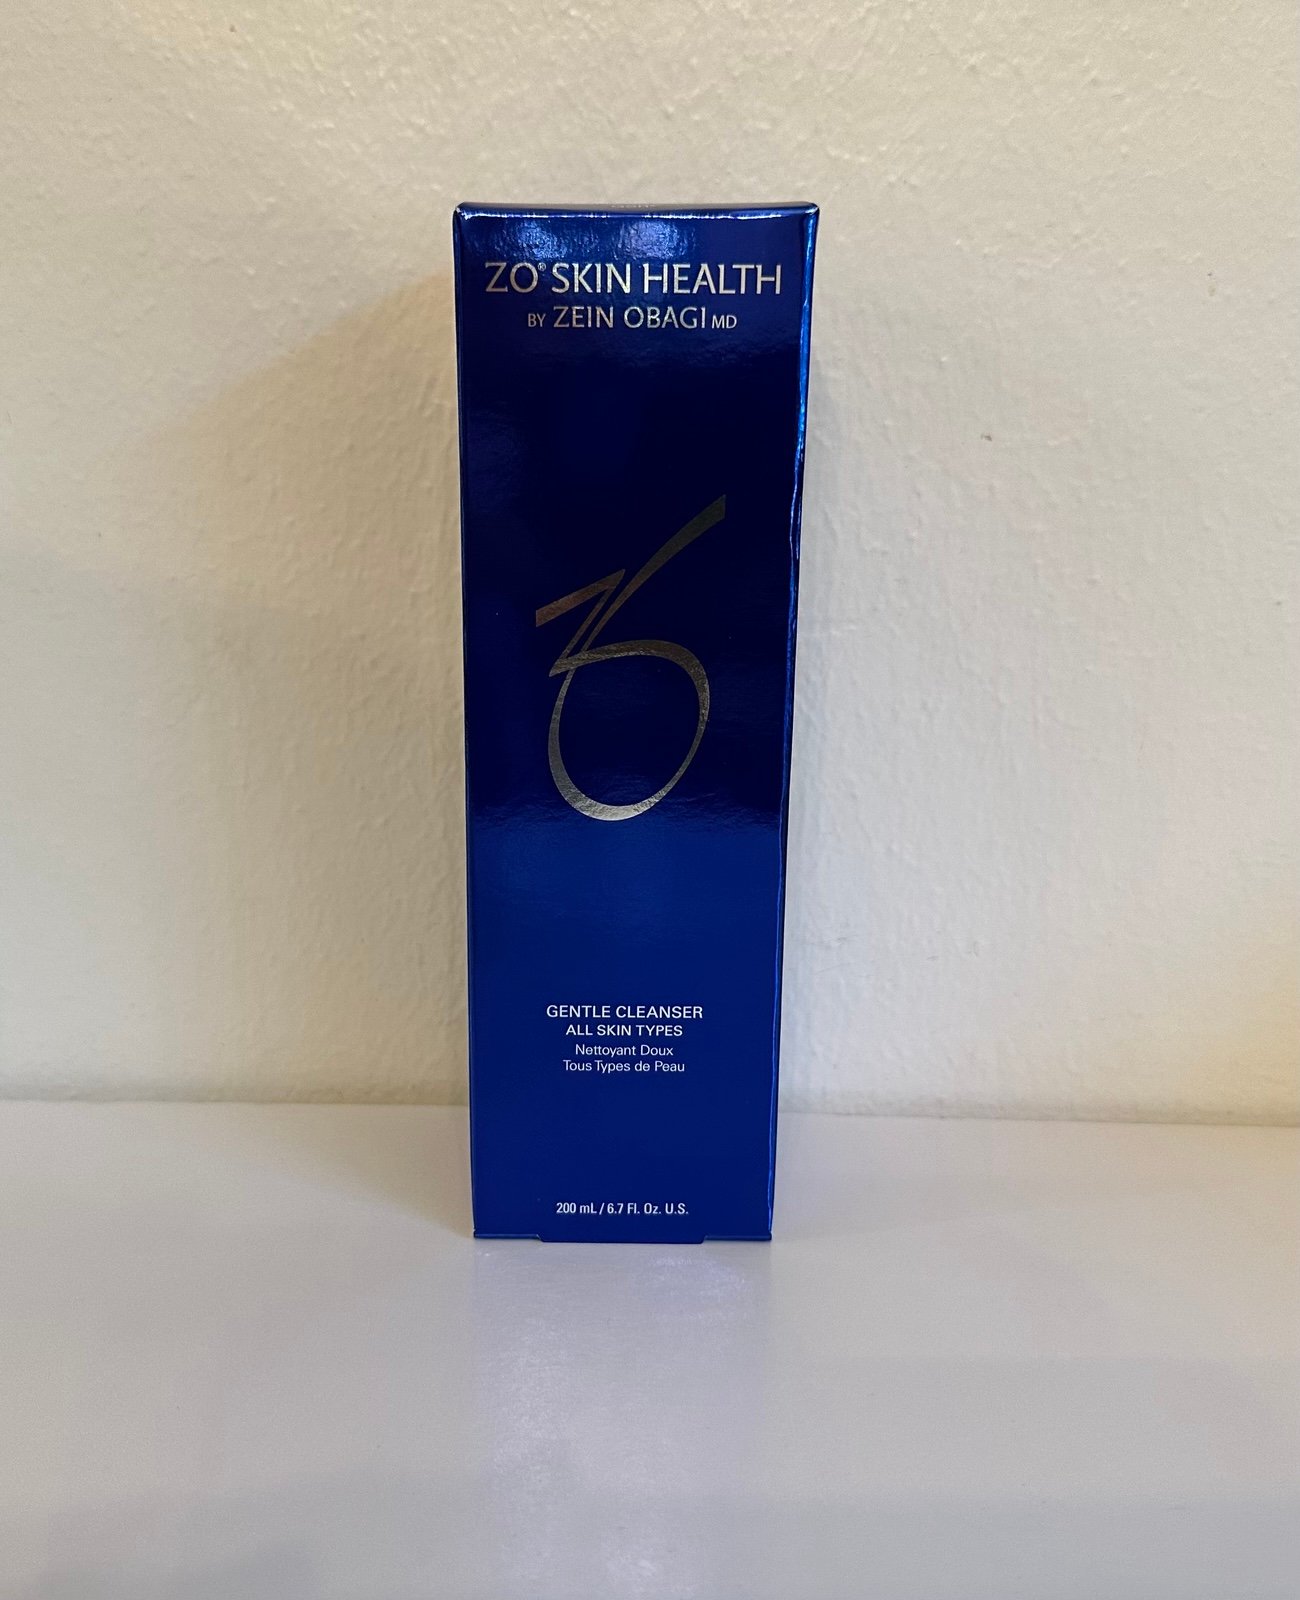 ZO® SKIN HEALTH
BY ZEIN OBAGI MD
ZO
GENTLE CLEANSER
ALL SKIN TYPES
Nettoyant Doux
Tous Types de Peau
200 mL / 6.7 Fl. Oz. U.S.